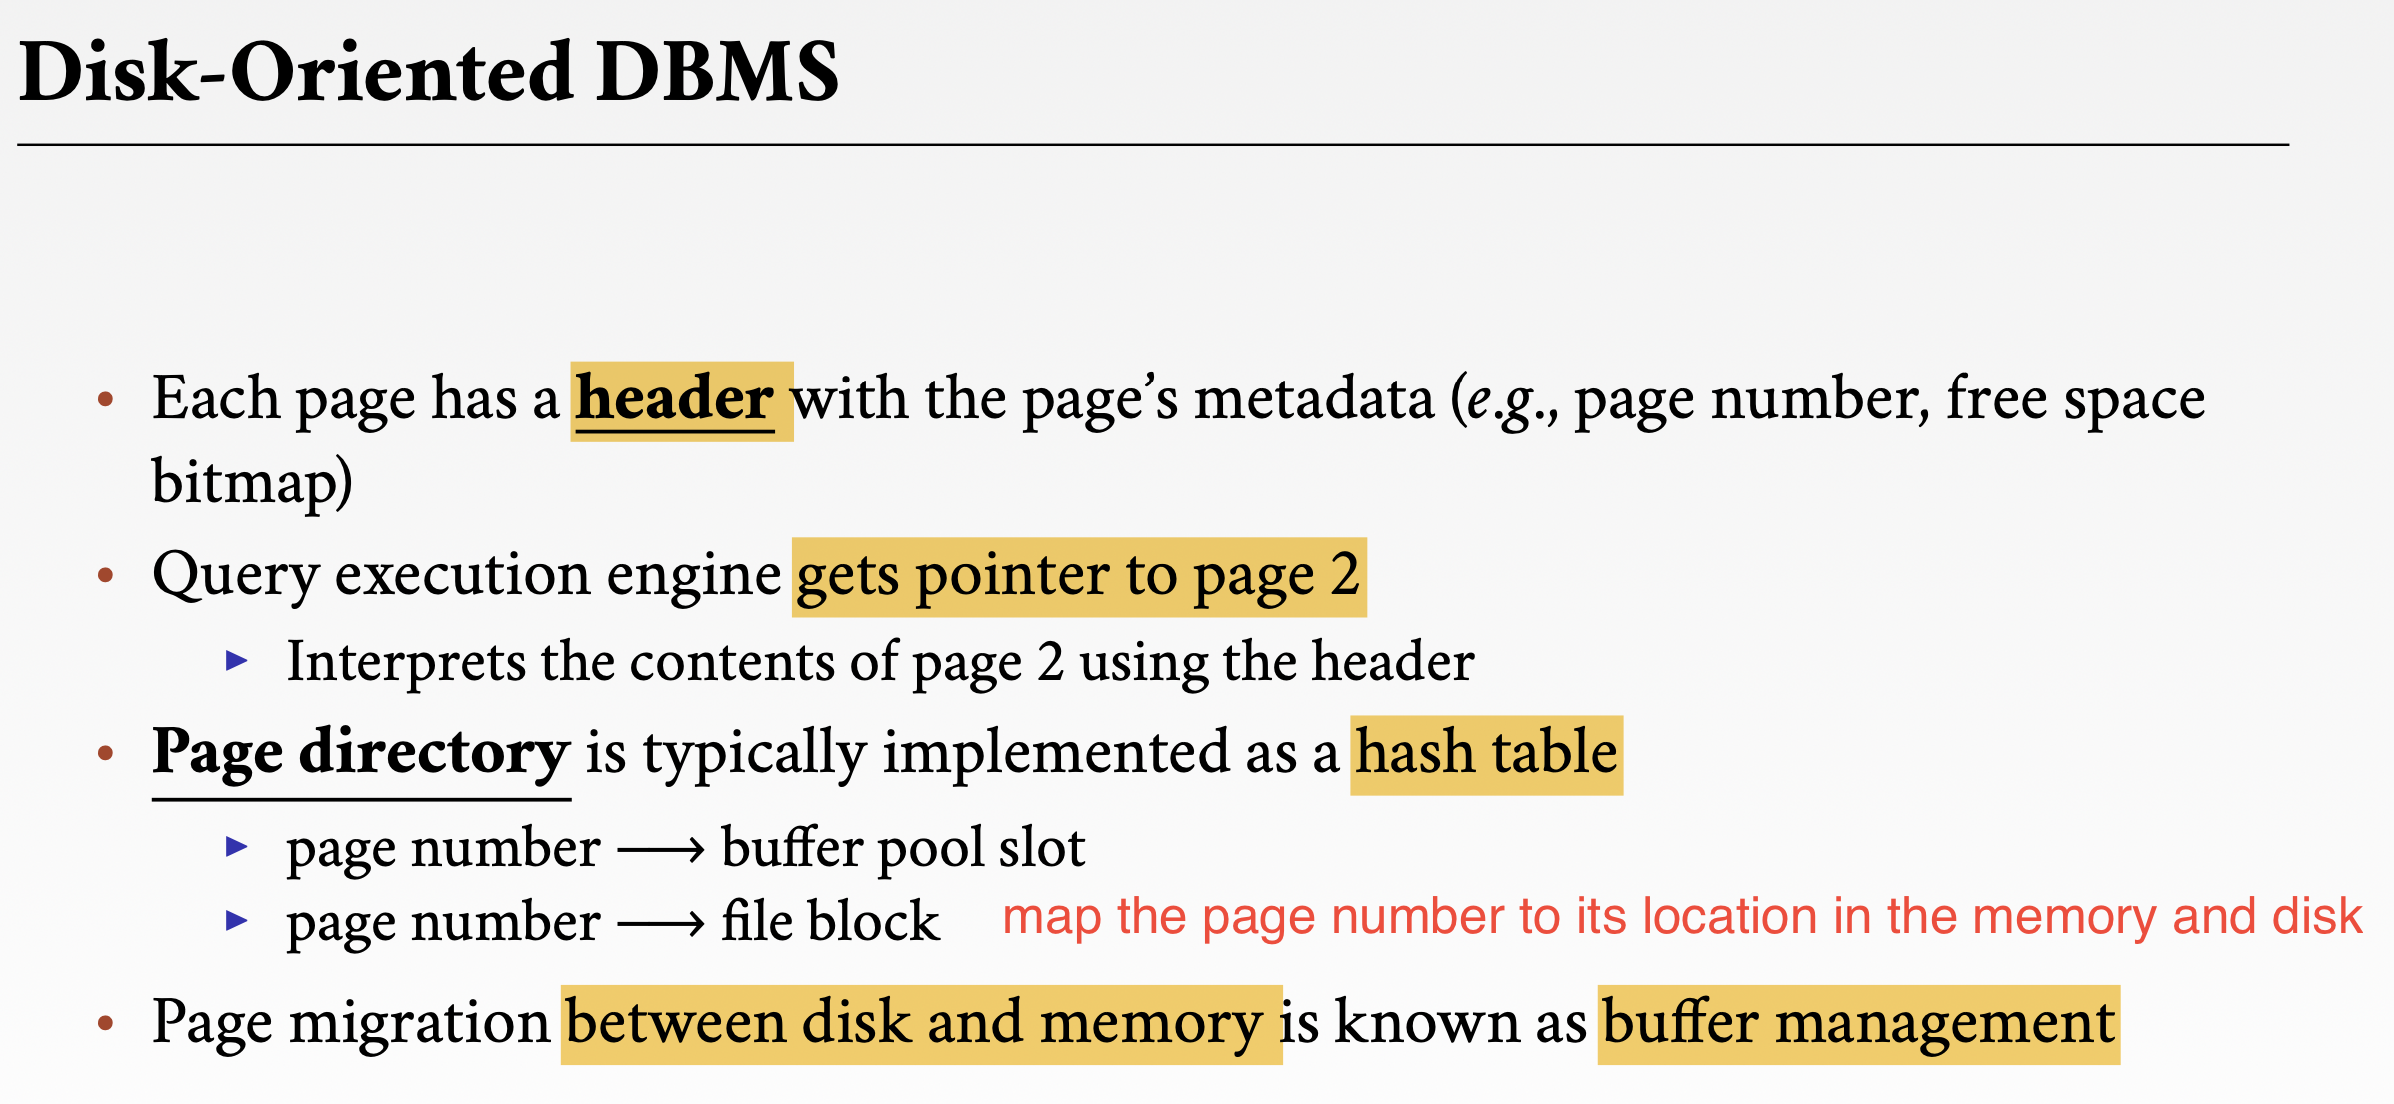 Disk-Oriented DBMS
• Each page has a header with the page’s metadata (e.g., page number, free space
bitmap)
• Query execution engine gets pointer to page 2
▶ Interprets the contents of page 2 using the header
• Page directory is typically implemented as a hash table
▶ page number ⟶ buffer pool slot
▶ page number ⟶ file block map the page number to its location in the memory and disk
• Page migration between disk and memory is known as buffer management